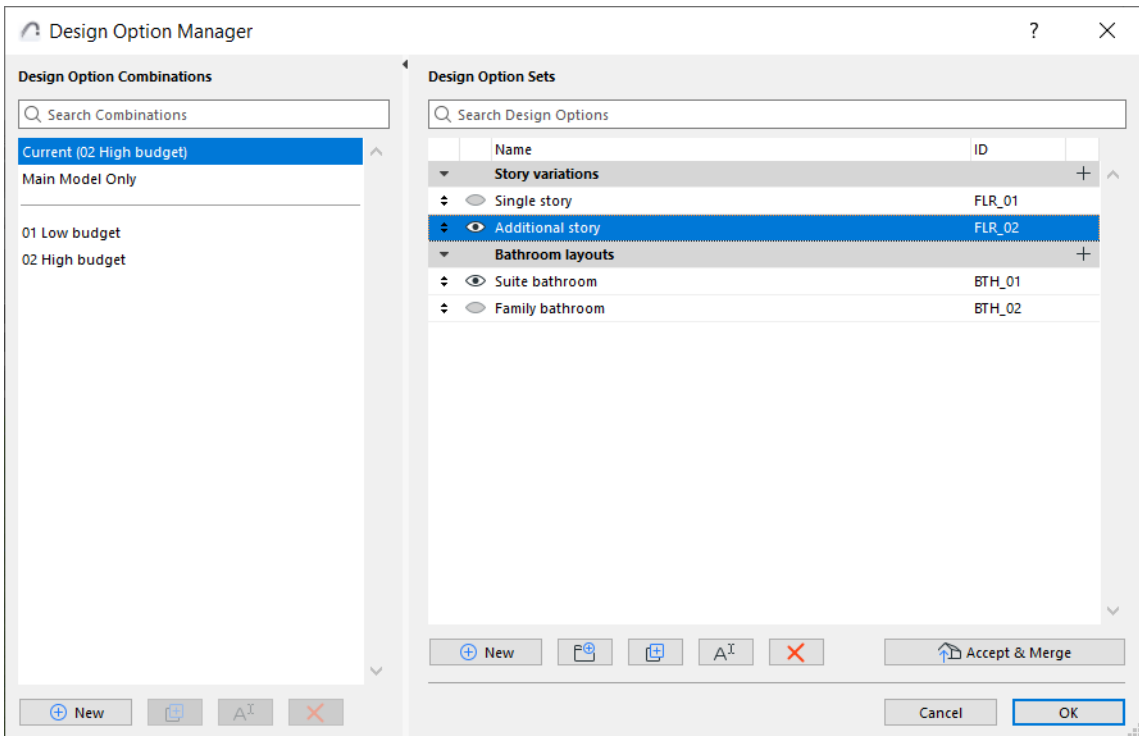 Design Option Manager
?
Design Option Combinations
Search Combinations
Current (02 High budget)
Main Model Only
01 Low budget
02 High budget
New
Design Option Sets
Search Design Options
Name ID
Story variations
Single story FLR_01
Additional story FLR_02
Bathroom layouts
Suite bathroom BTH_01
Family bathroom BTH_02
New Accept & Merge
Cancel OK